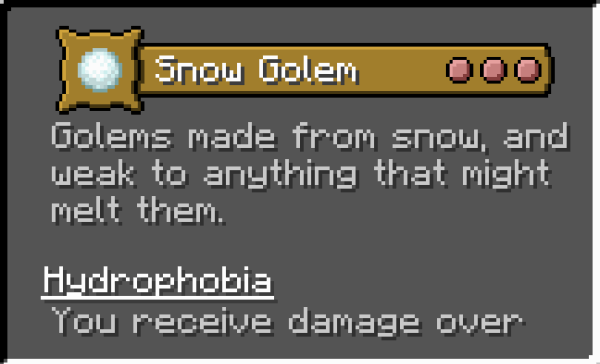 Snow Golem
Golems made from snow, and
weak to anything that might
melt them.
Hydrophobia
You receive damage over